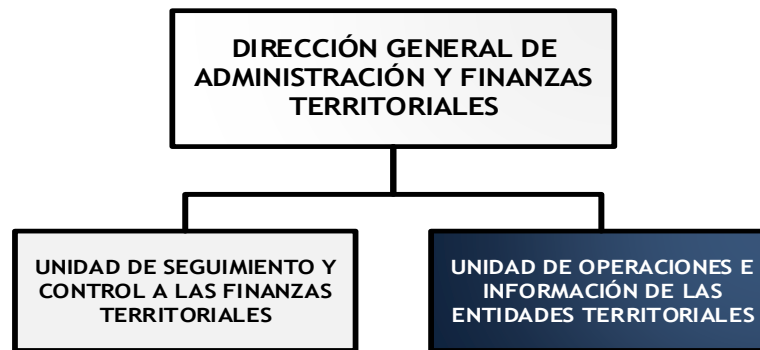 DIRECCIÓN GENERAL DE
ADMINISTRACIÓN Y FINANZAS
TERRITORIALES
UNIDAD DE SEGUIMIENTO Y
CONTROL A LAS FINANZAS
TERRITORIALES
UNIDAD DE OPERACIONES E
INFORMACIÓN DE LAS
ENTIDADES TERRITORIALES